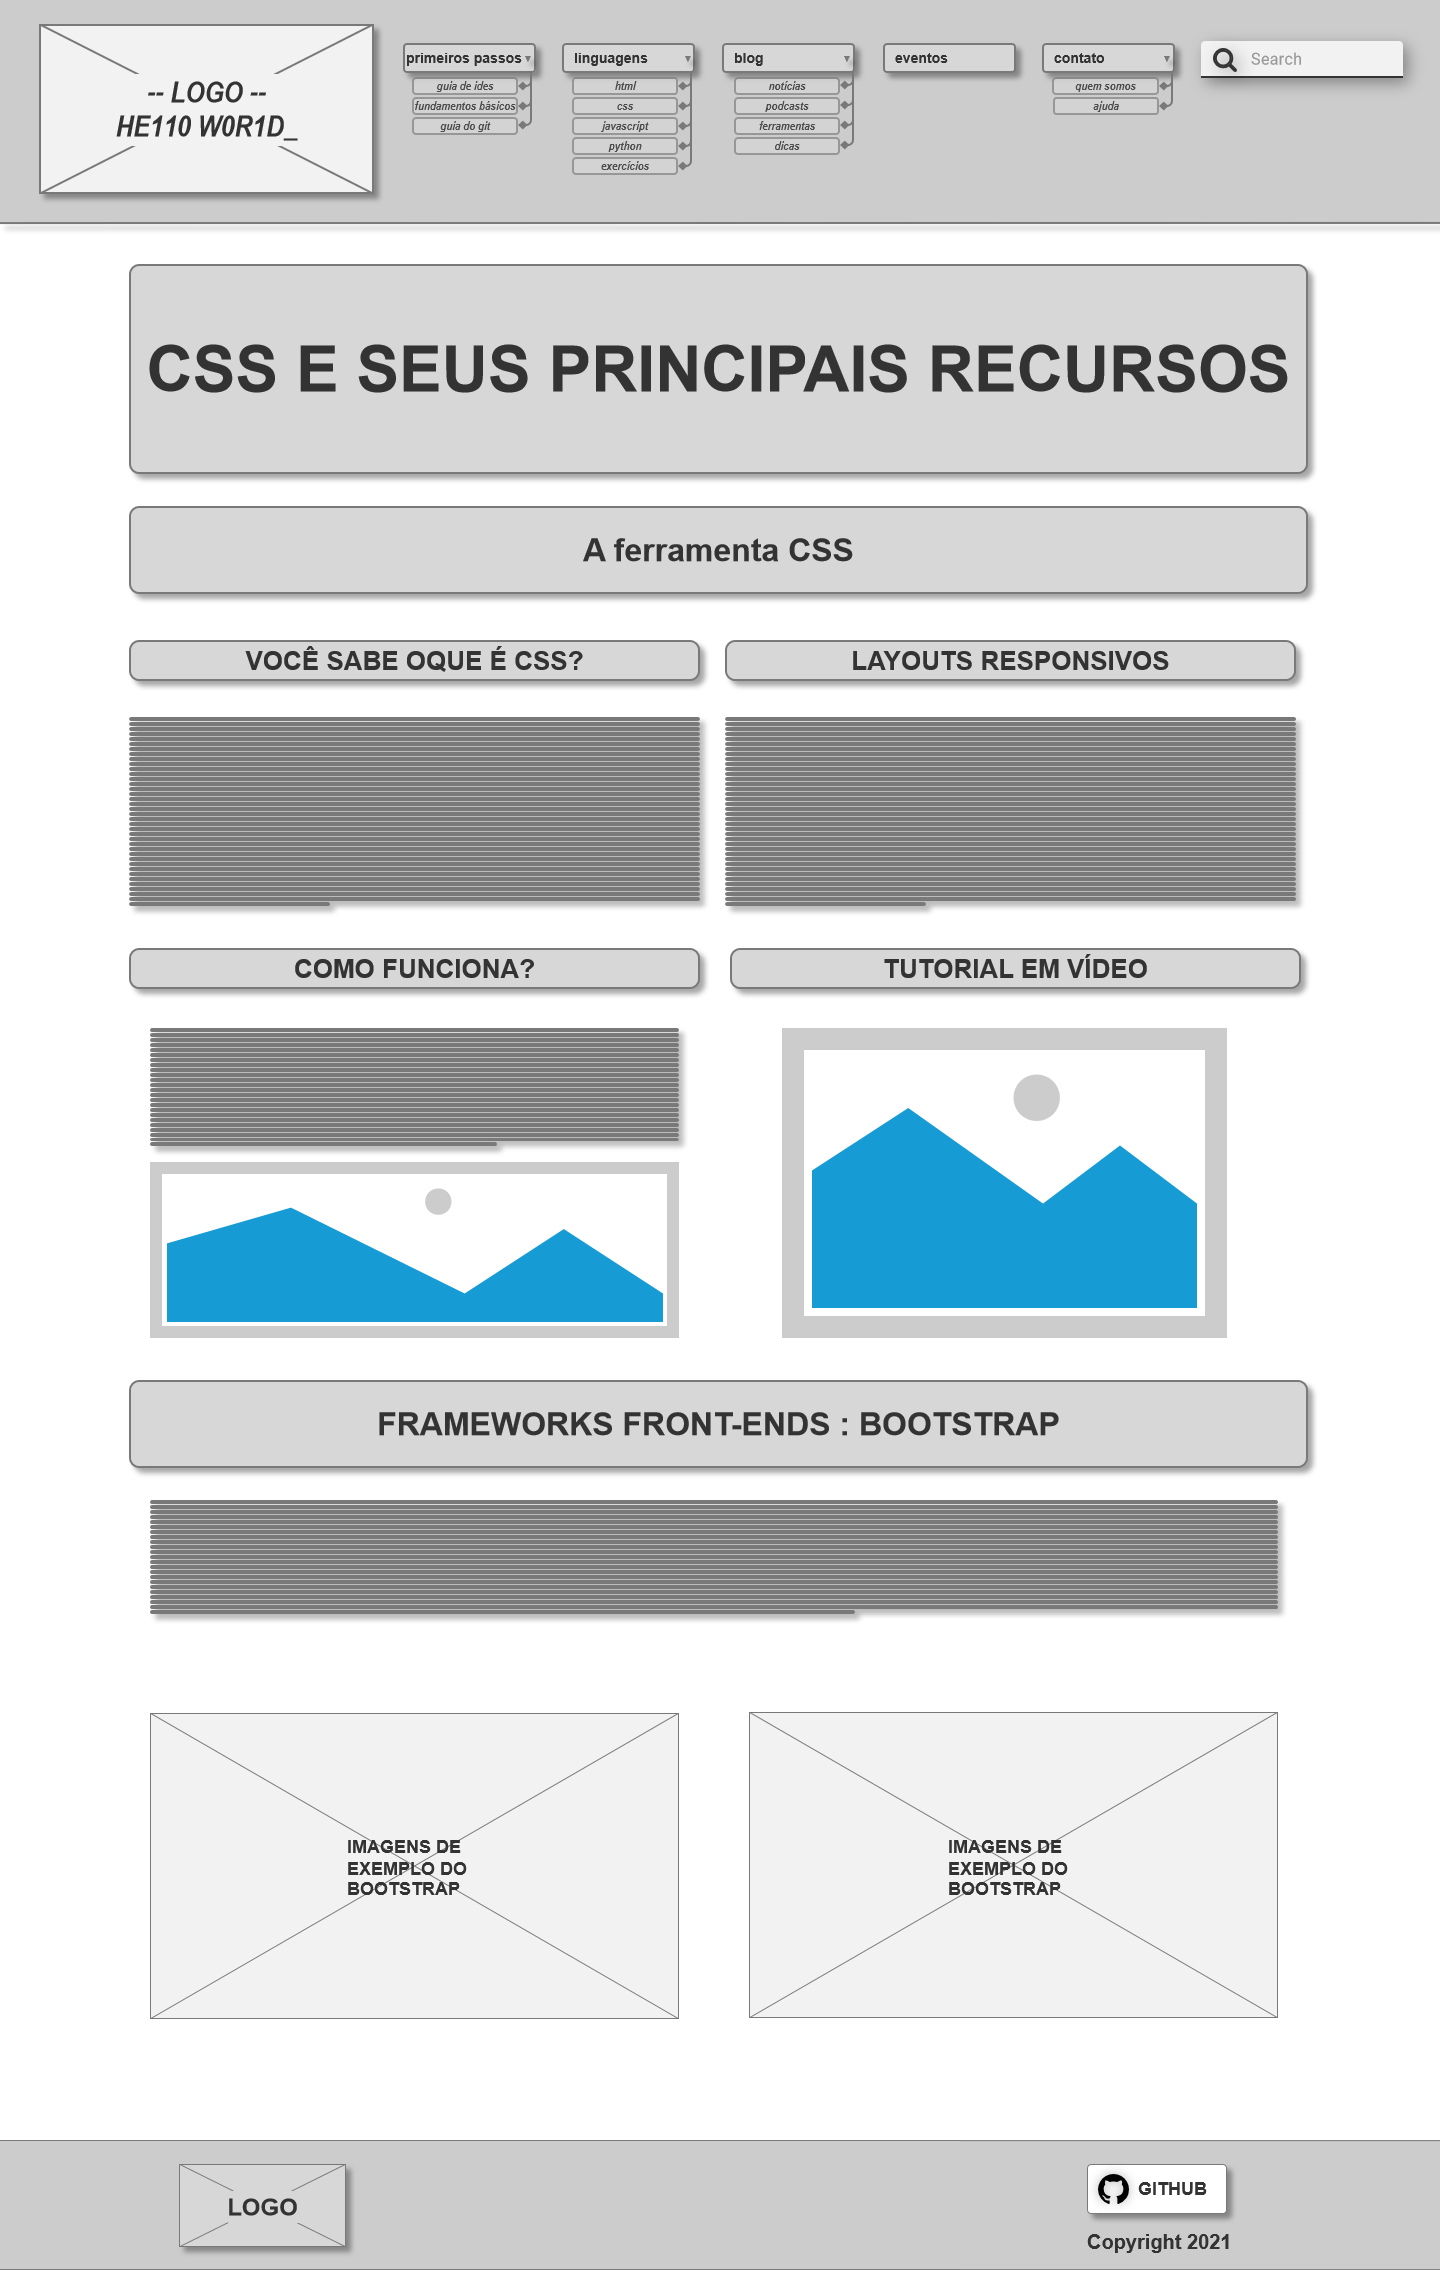 -- LOGO --
HE110 W0R1D_
primeiros passos ▾
guia de ides
fundamentos básicos
guia do git
linguagens ▾
html
css
javascript
python
exercícios
blog ▾
notícias
podcasts
ferramentas
dicas
eventos
contato ▾
quem somos
ajuda
Search
CSS E SEUS PRINCIPAIS RECURSOS
A ferramenta CSS
VOCÊ SABE OQUE É CSS?
LAYOUTS RESPONSIVOS
COMO FUNCIONA?
TUTORIAL EM VÍDEO
FRAMEWORKS FRONT-ENDS : BOOTSTRAP
IMAGENS DE
EXEMPLO DO
BOOTSTRAP
IMAGENS DE
EXEMPLO DO
BOOTSTRAP
LOGO
GITHUB
Copyright 2021